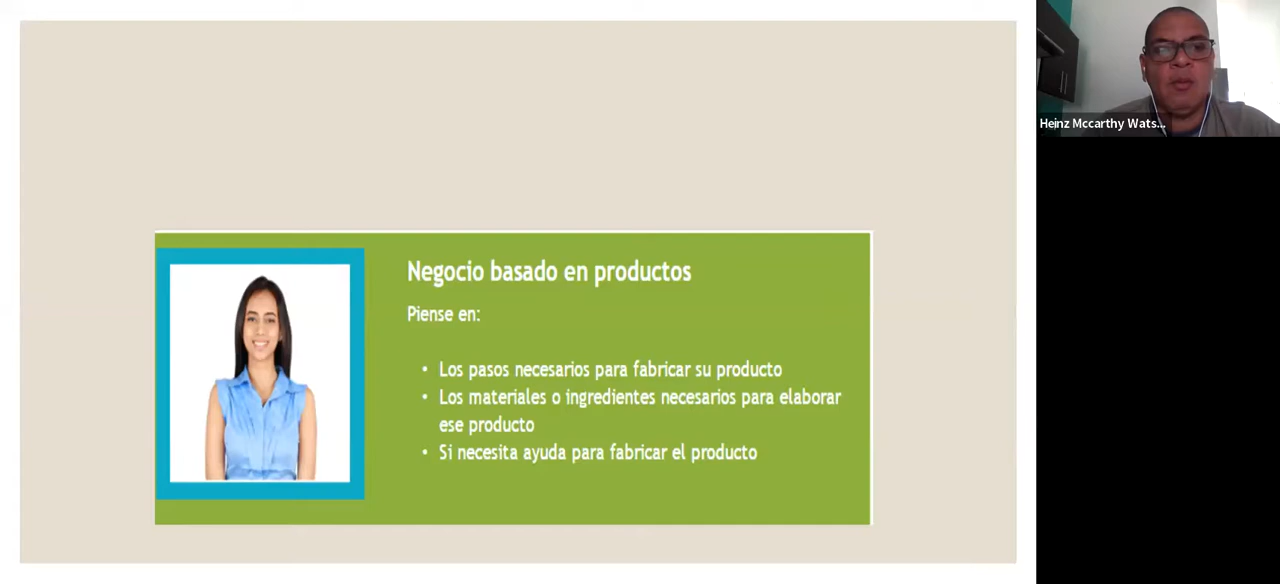 Heinz Mccarthy Wats...
Negocio basado en productos
Piense en:
• Los pasos necesarios para fabricar su producto
• Los materiales o ingredientes necesarios para elaborar
ese producto
• Si necesita ayuda para fabricar el producto